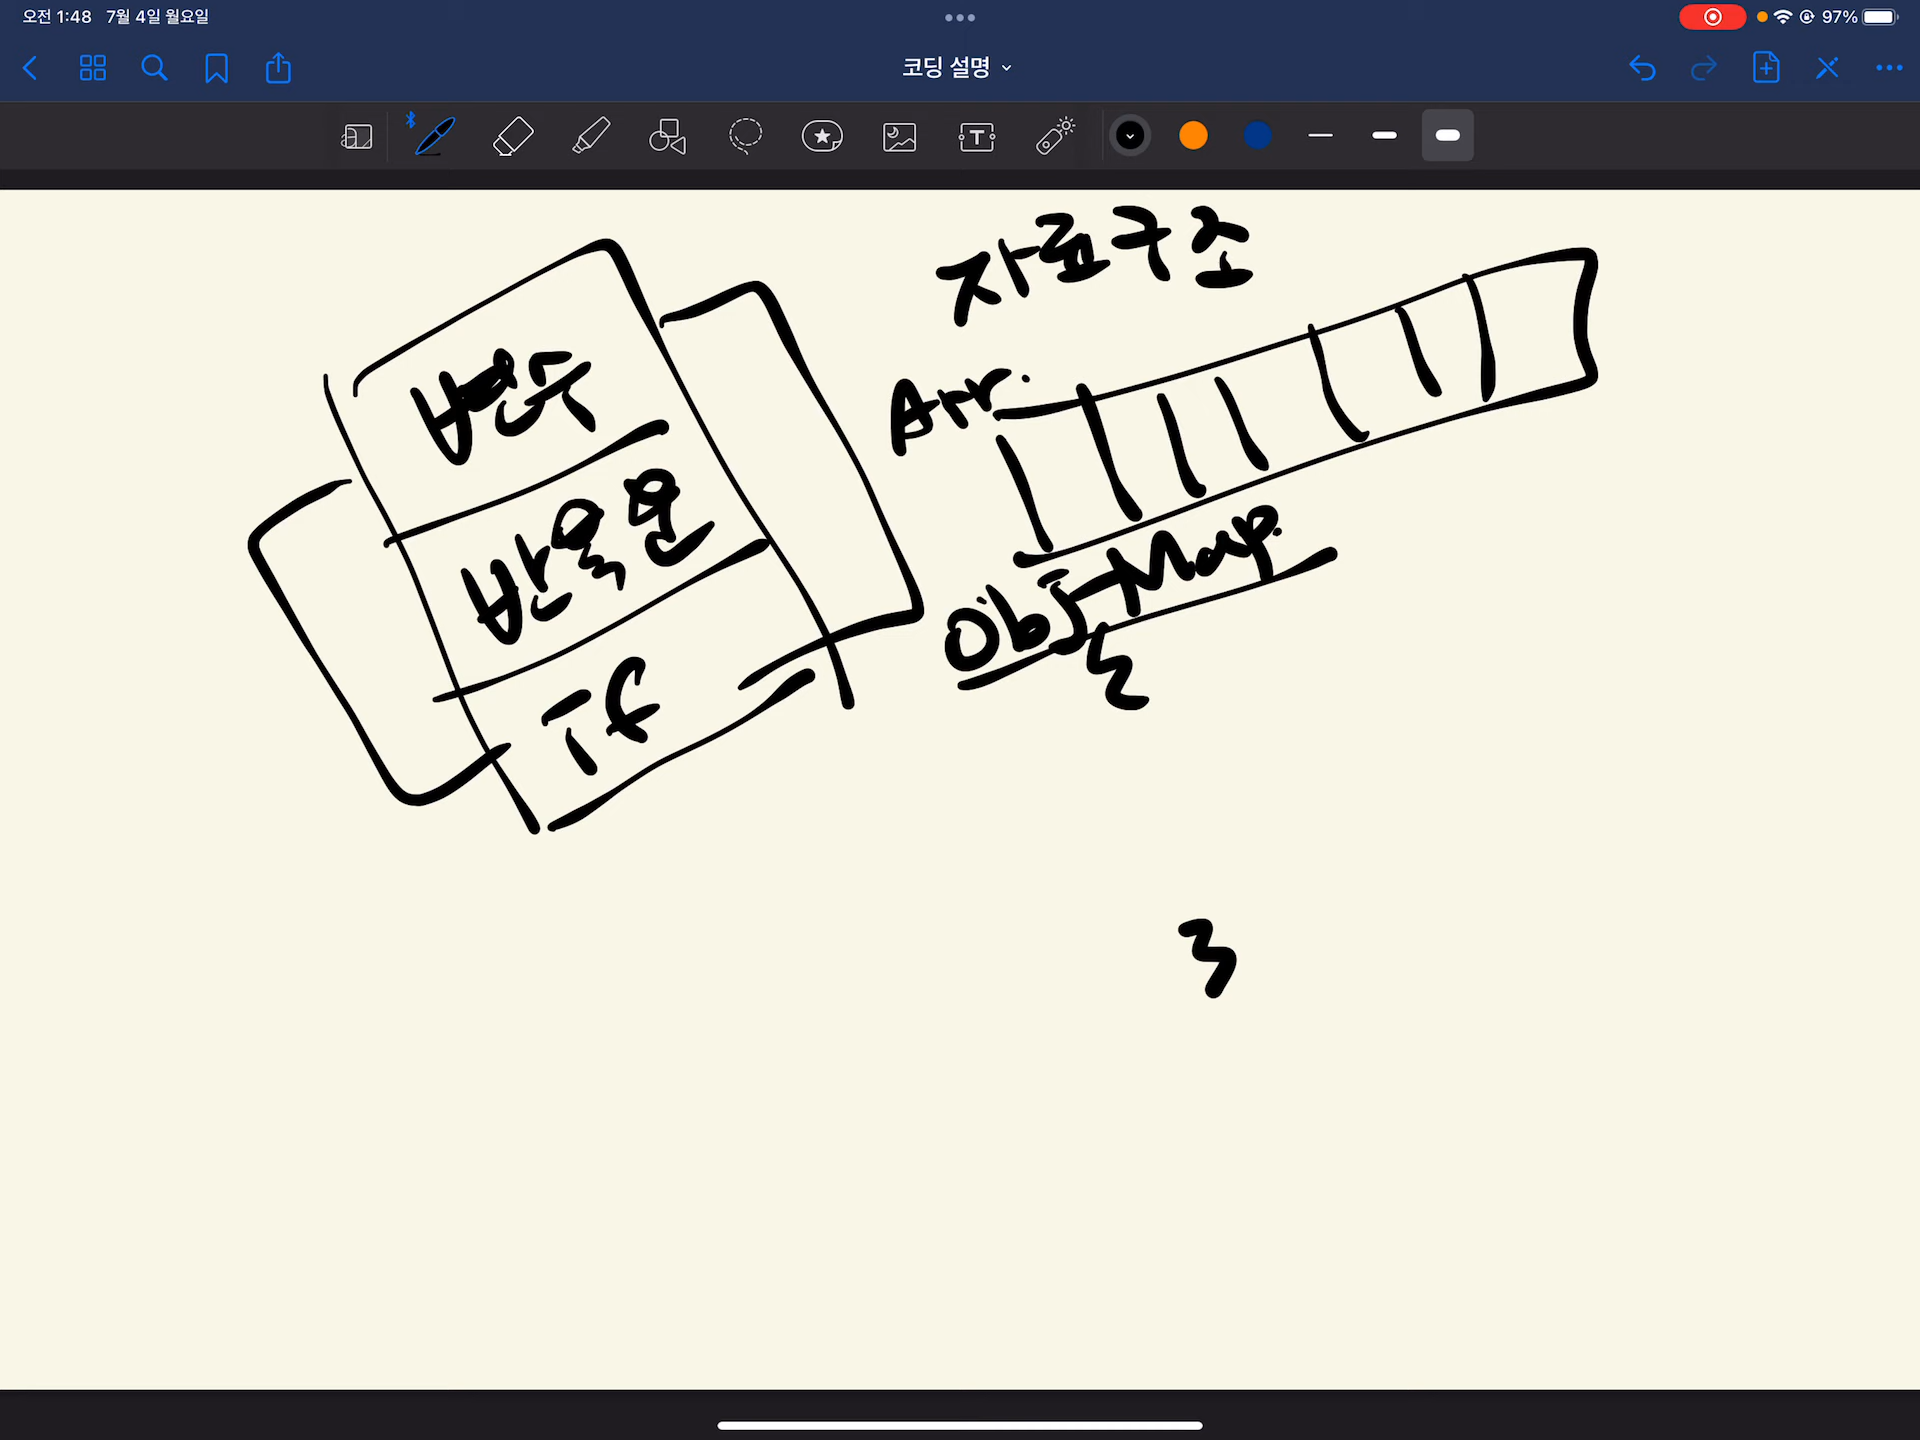 오전 1:48 7월 4일 월요일
97%
코딩 설명
변수
반복문
If
자료구조
Arr.
Obj Map.